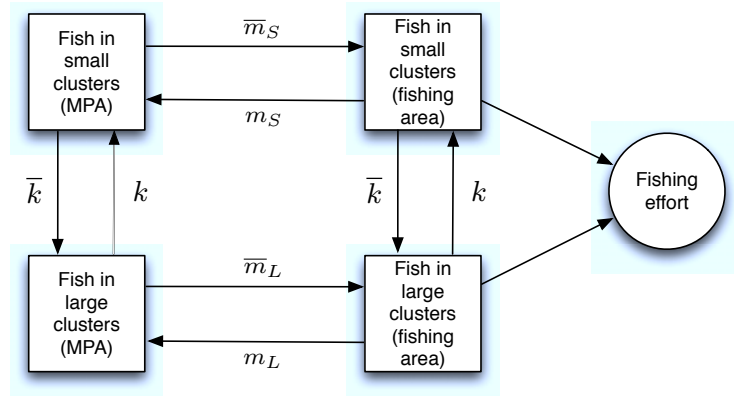 Fish in
small
clusters
(MPA)
m̅_S
m_S
Fish in
small
clusters
(fishing
area)
k̅
k
k̅
k
Fishing
effort
Fish in
large
clusters
(MPA)
m̅_L
m_L
Fish in
large
clusters
(fishing
area)